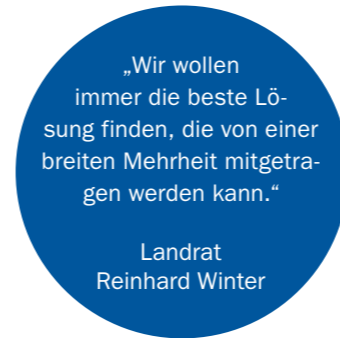 „Wir wollen
immer die beste Lö-
sung finden, die von einer
breiten Mehrheit mitgetra-
gen werden kann.“
Landrat
Reinhard Winter